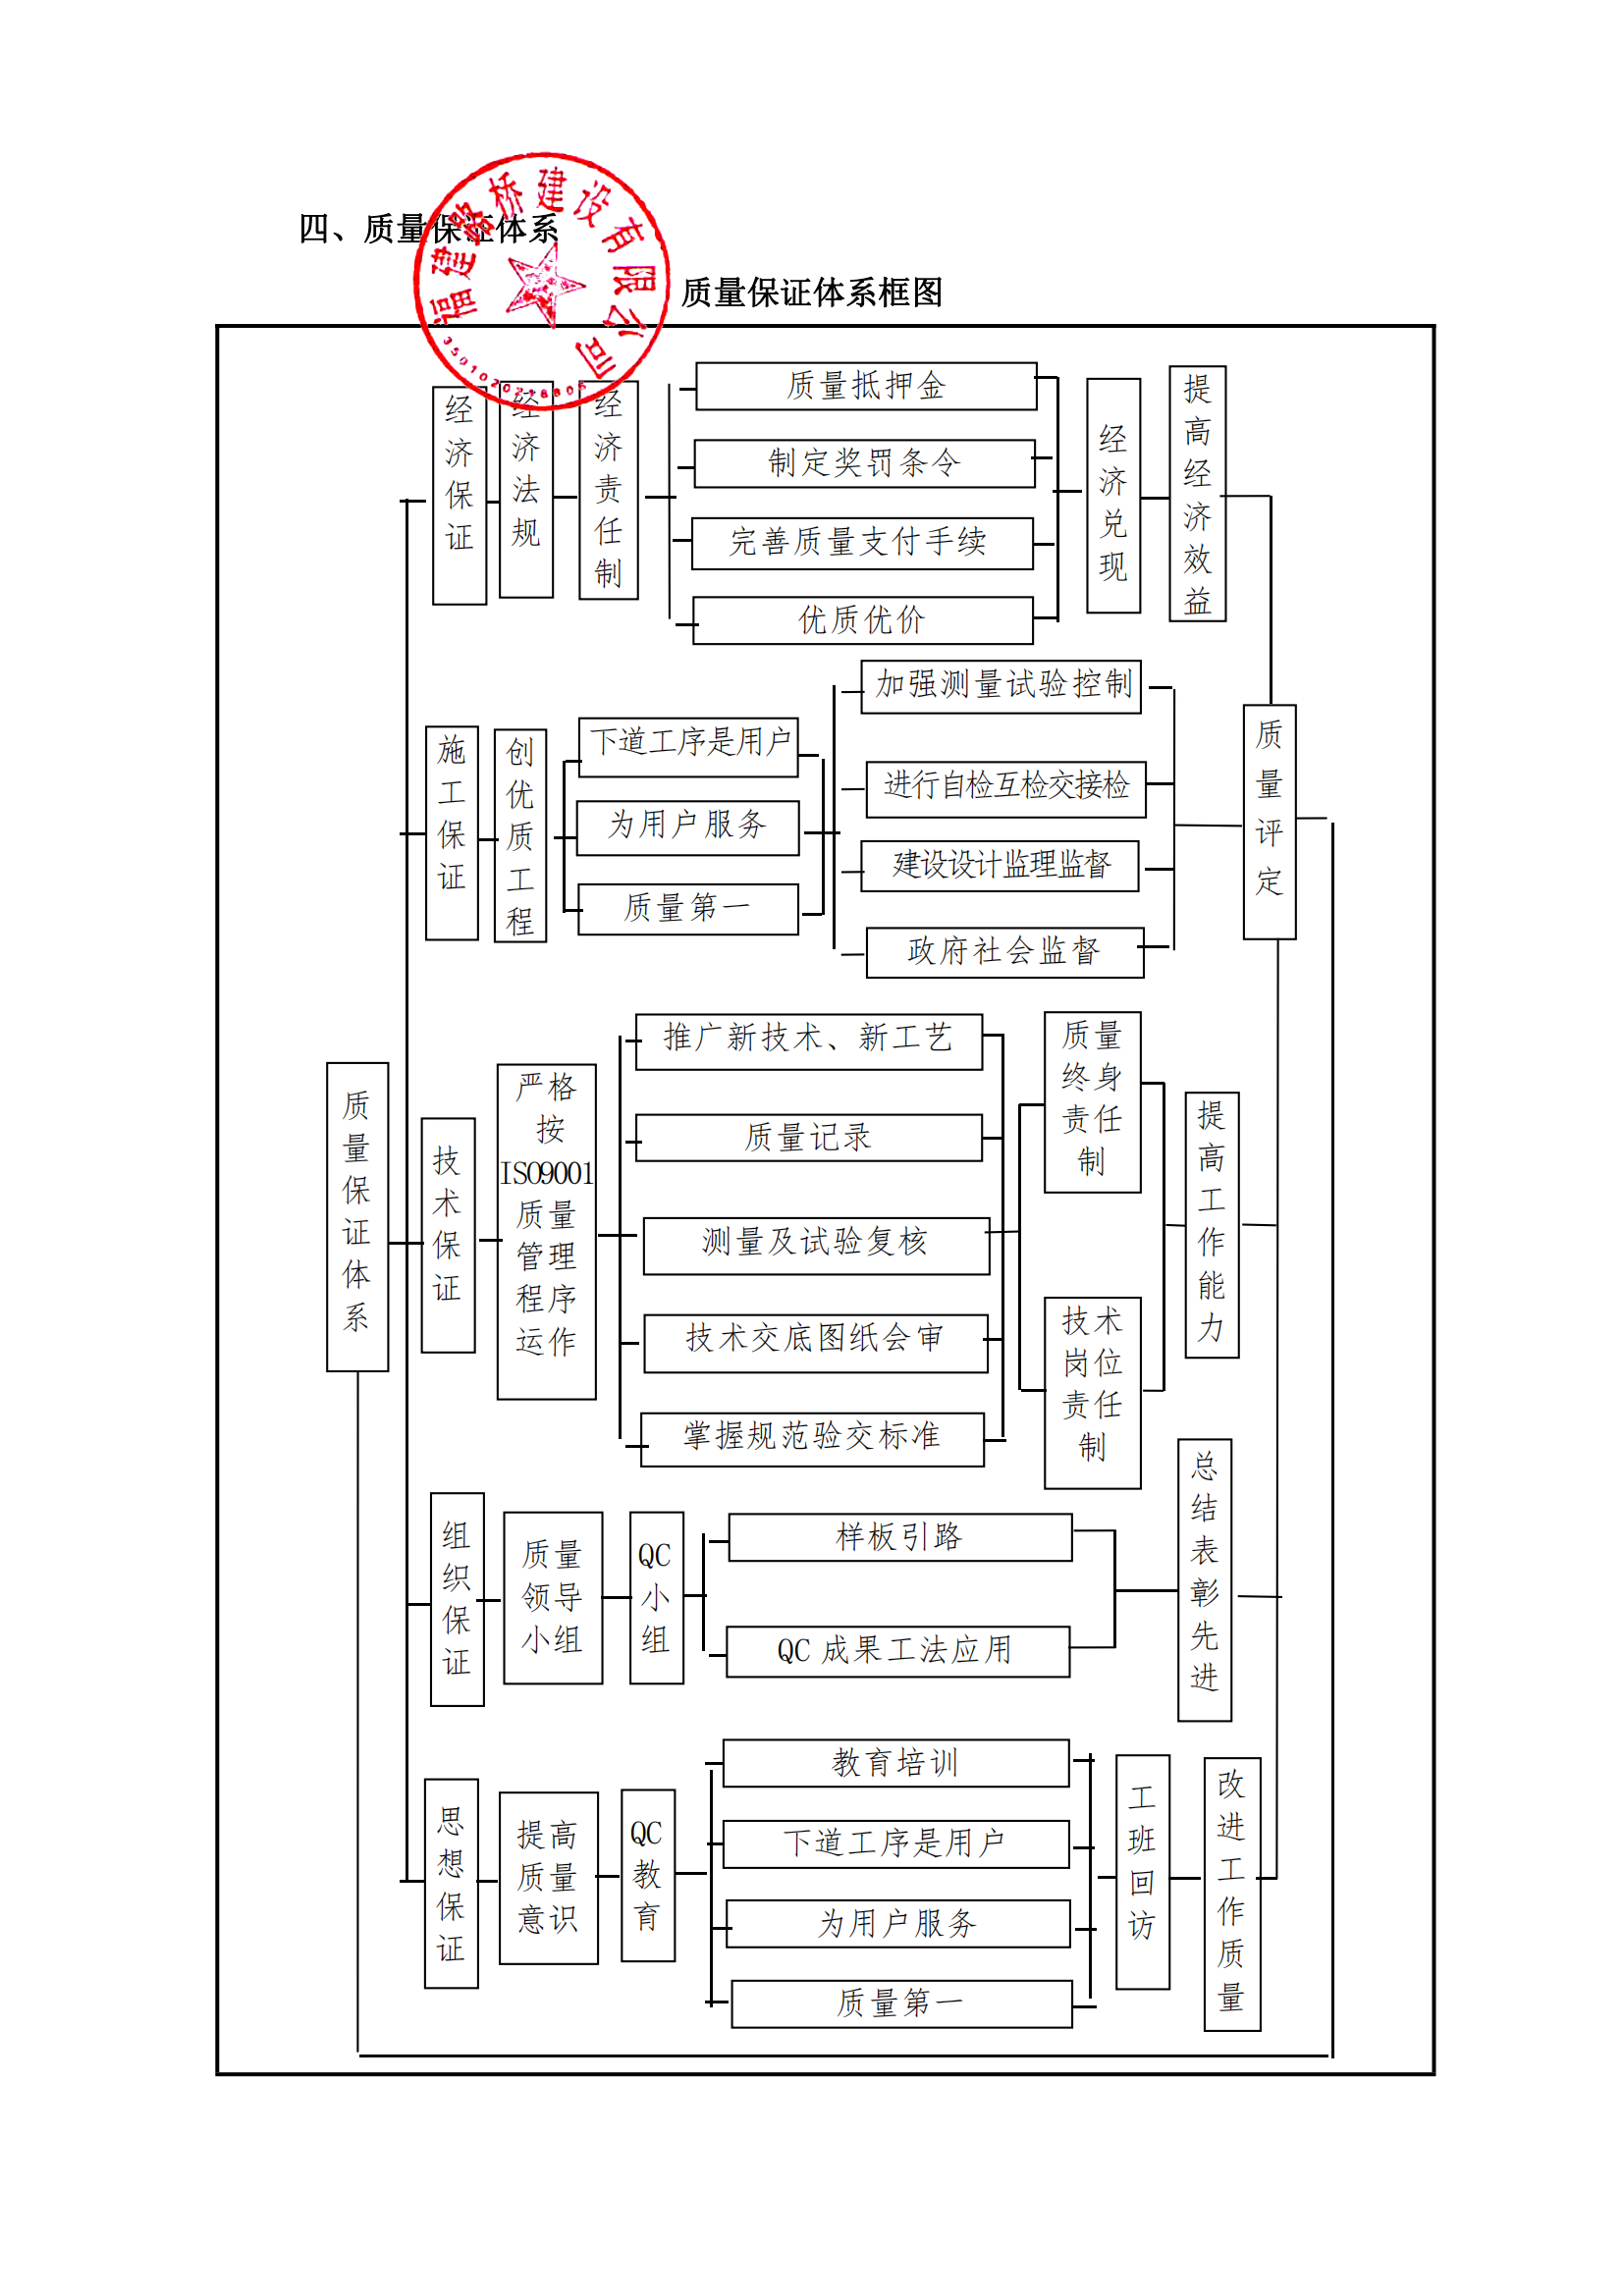 四、质量保证体系
福建路桥建设有限公司
质量保证体系框图
质量保证体系
经济保证
经济法规
经济责任制
质量抵押金
制定奖罚条令
完善质量支付手续
优质优价
经济兑现
提高经济效益
施工保证
创优质工程
下道工序是用户
为用户服务
质量第一
加强测量试验控制
进行自检互检交接检
建设设计监理监督
政府社会监督
质量评定
技术保证
严格
按
ISO9001
质量
管理
程序
运作
推广新技术、新工艺
质量记录
测量及试验复核
技术交底图纸会审
掌握规范验交标准
质量
终身
责任
制
技术
岗位
责任
制
提高工作能力
组织保证
质量
领导
小组
QC
小
组
样板引路
QC 成果工法应用
总结表彰先进
思想保证
提高
质量
意识
QC
教
育
教育培训
下道工序是用户
为用户服务
质量第一
工班回访
改进工作质量